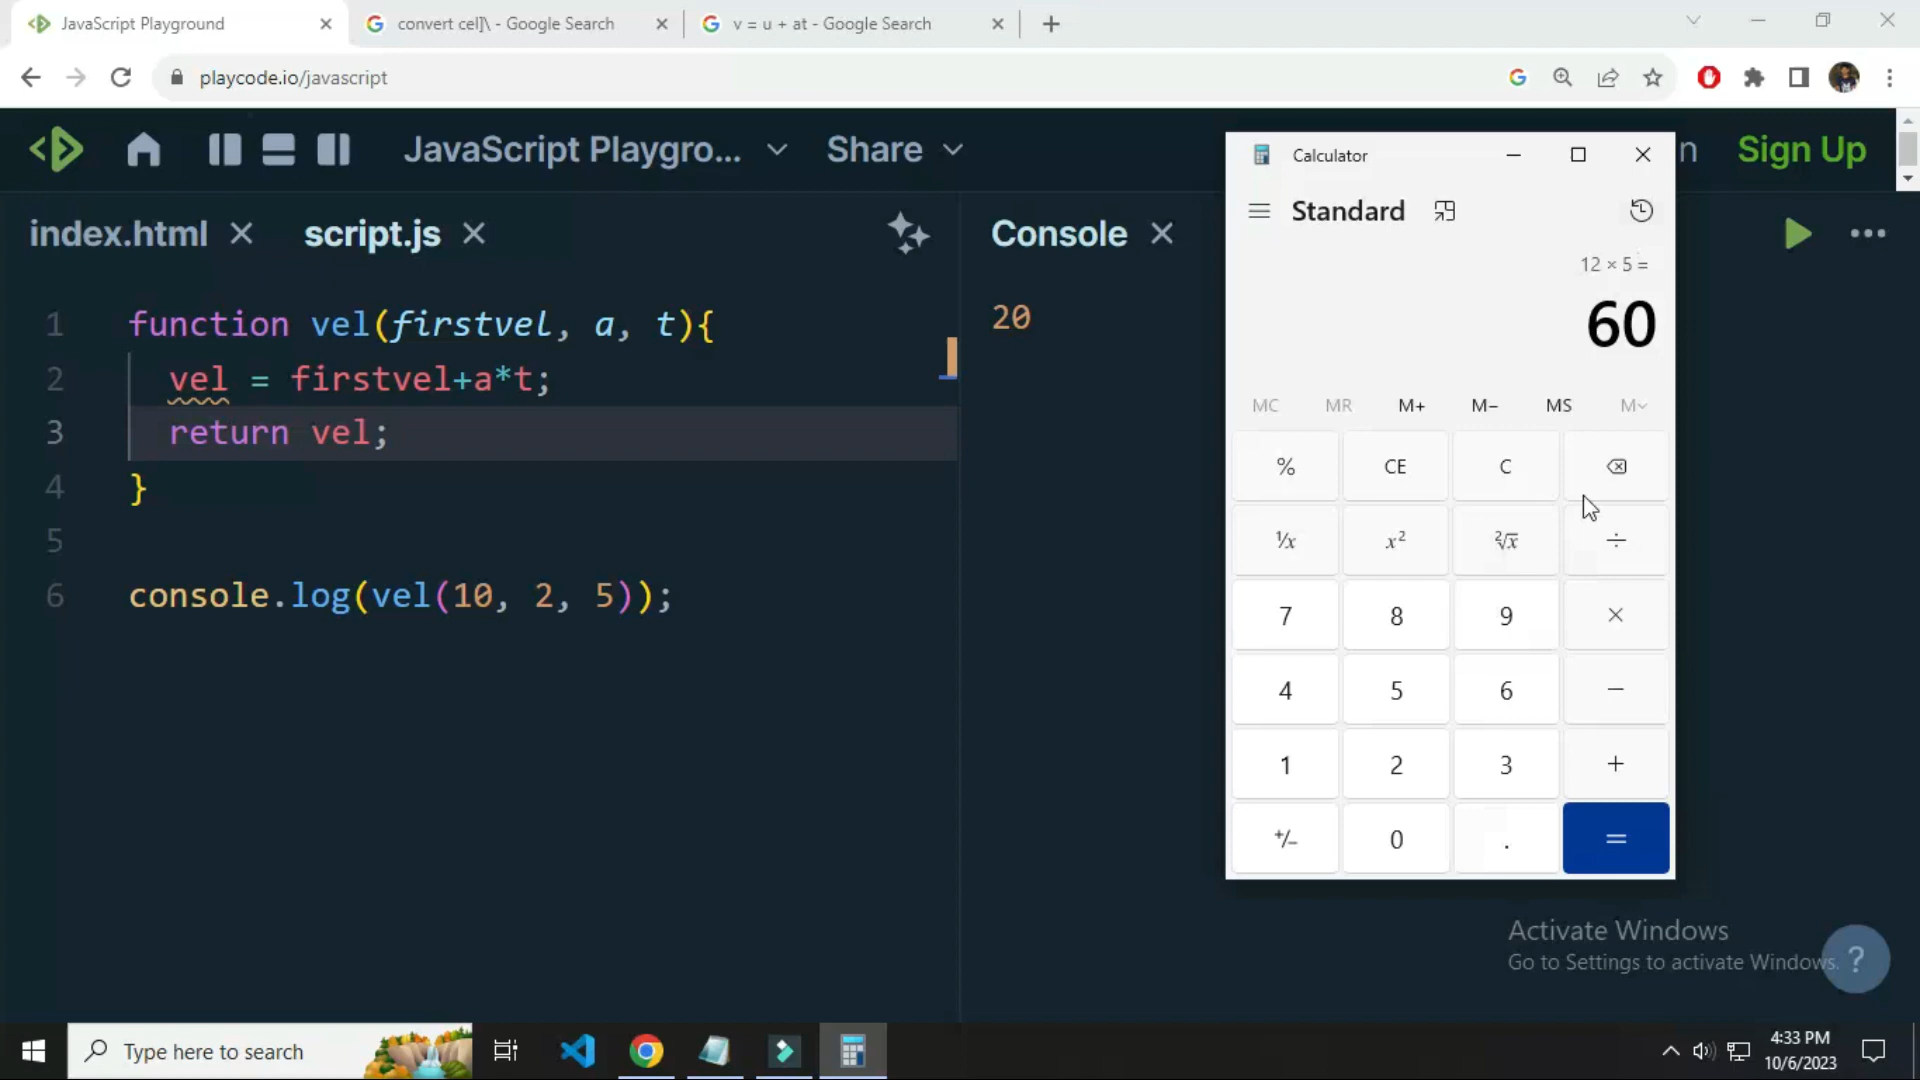 JavaScript Playground
convert cel]\ - Google Search
v = u + at - Google Search
playcode.io/javascript
JavaScript Playgro...
Share
n
Sign Up
index.html
script.js
Console
1 function vel(firstvel, a, t){
2 vel = firstvel+a*t;
3 return vel;
4 }
5
6 console.log(vel(10, 2, 5));
20
Calculator
Standard
12 × 5 =
60
MC MR M+ M− MS M
% CE C
⅟x x² ²√x ÷
7 8 9 ×
4 5 6 −
1 2 3 +
+/− 0 . =
Activate Windows
Go to Settings to activate Windows.
?
Type here to search
4:33 PM
10/6/2023